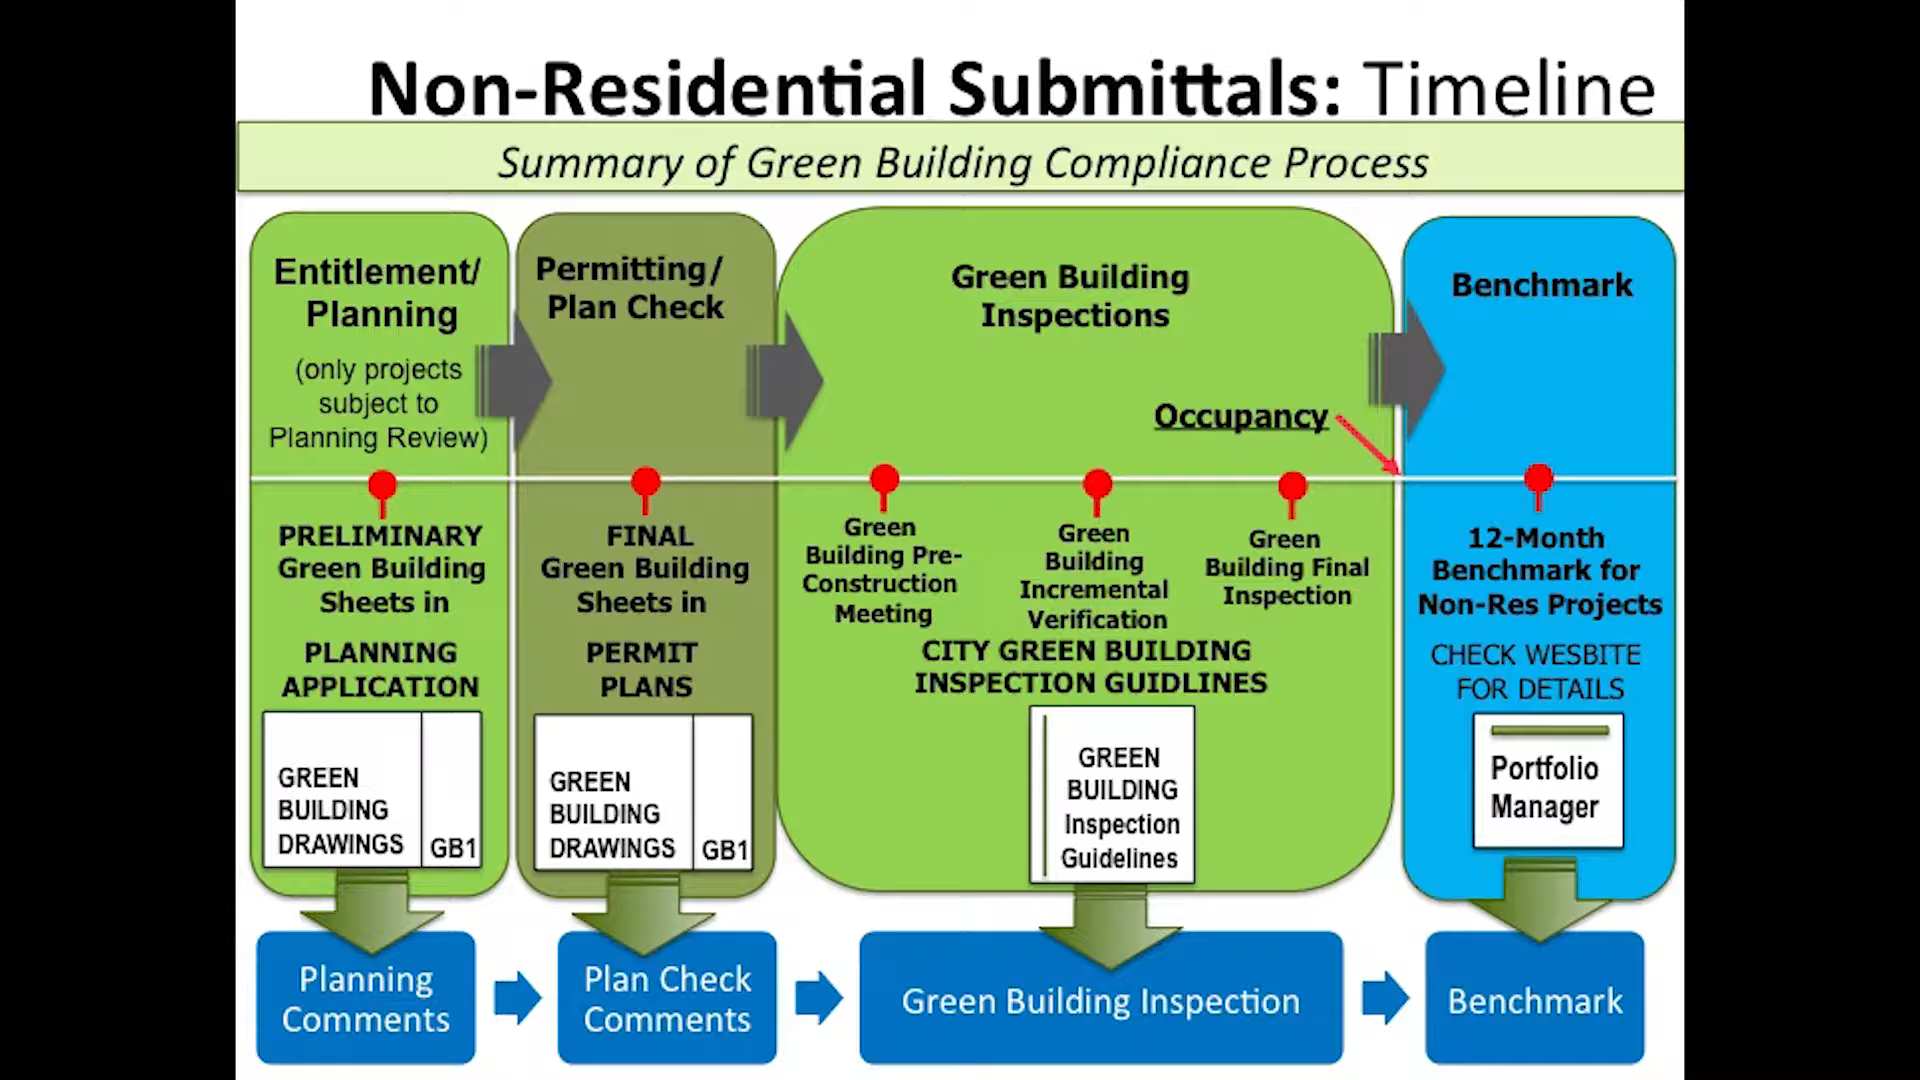 Non-Residential Submittals: Timeline
Summary of Green Building Compliance Process
Entitlement/
Planning
(only projects
subject to
Planning Review)
PRELIMINARY
Green Building
Sheets in
PLANNING
APPLICATION
GREEN
BUILDING
DRAWINGS
GB1
Planning
Comments
Permitting/
Plan Check
FINAL
Green Building
Sheets in
PERMIT
PLANS
GREEN
BUILDING
DRAWINGS
GB1
Plan Check
Comments
Green Building
Inspections
Occupancy
Green
Building Pre-
Construction
Meeting
Green
Building
Incremental
Verification
Green
Building Final
Inspection
CITY GREEN BUILDING
INSPECTION GUIDLINES
GREEN
BUILDING
Inspection
Guidelines
Green Building Inspection
Benchmark
12-Month
Benchmark for
Non-Res Projects
CHECK WESBITE
FOR DETAILS
Portfolio
Manager
Benchmark